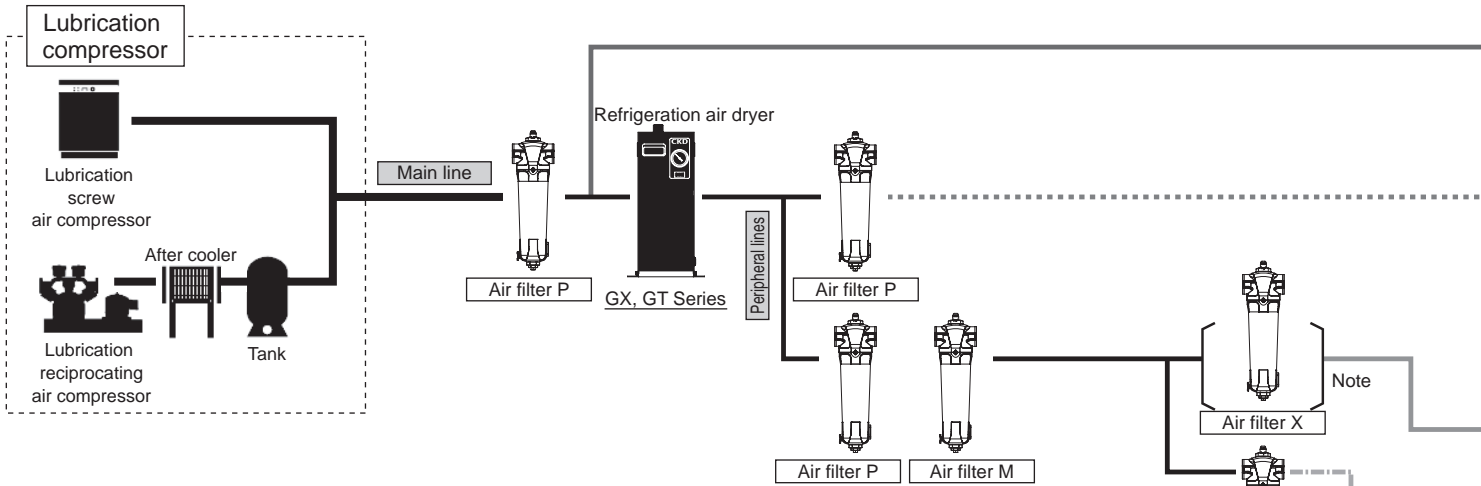 Lubrication
compressor
Lubrication
screw
air compressor
After cooler
Lubrication
reciprocating
air compressor
Tank
Main line
Air filter P
Refrigeration air dryer
CKD
GX, GT Series
Peripheral lines
Air filter P
Air filter P
Air filter M
Air filter X
Note